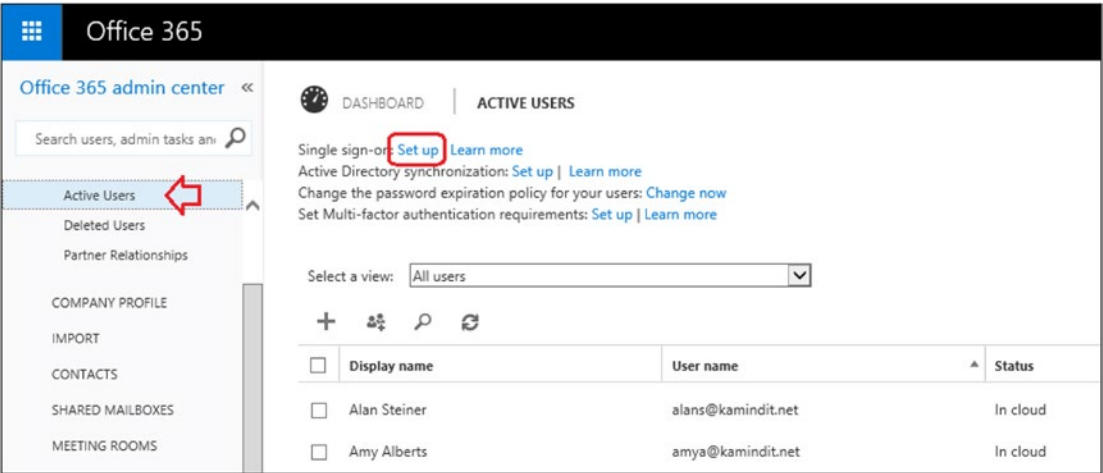 Office 365
Office 365 admin center «
Search users, admin tasks an
Active Users
Deleted Users
Partner Relationships
COMPANY PROFILE
IMPORT
CONTACTS
SHARED MAILBOXES
MEETING ROOMS
DASHBOARD | ACTIVE USERS
Single sign-on: Set up Learn more
Active Directory synchronization: Set up | Learn more
Change the password expiration policy for your users: Change now
Set Multi-factor authentication requirements: Set up | Learn more
Select a view: All users
Display name User name Status
Alan Steiner alans@kamindit.net In cloud
Amy Alberts amya@kamindit.net In cloud